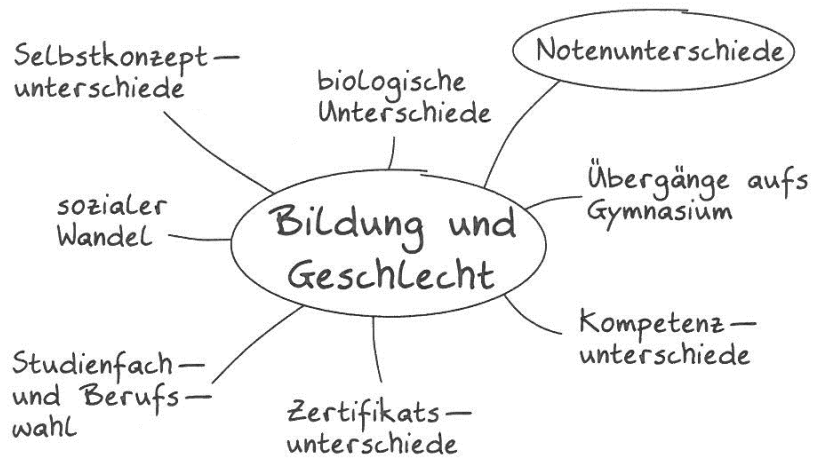 Selbstkonzept—
unterschiede
biologische
Unterschiede
Notenunterschiede
Übergänge aufs
Gymnasium
sozialer
Wandel
Bildung und
Geschlecht
Kompetenz—
unterschiede
Studienfach—
und Berufs—
wahl
Zertifikats—
unterschiede